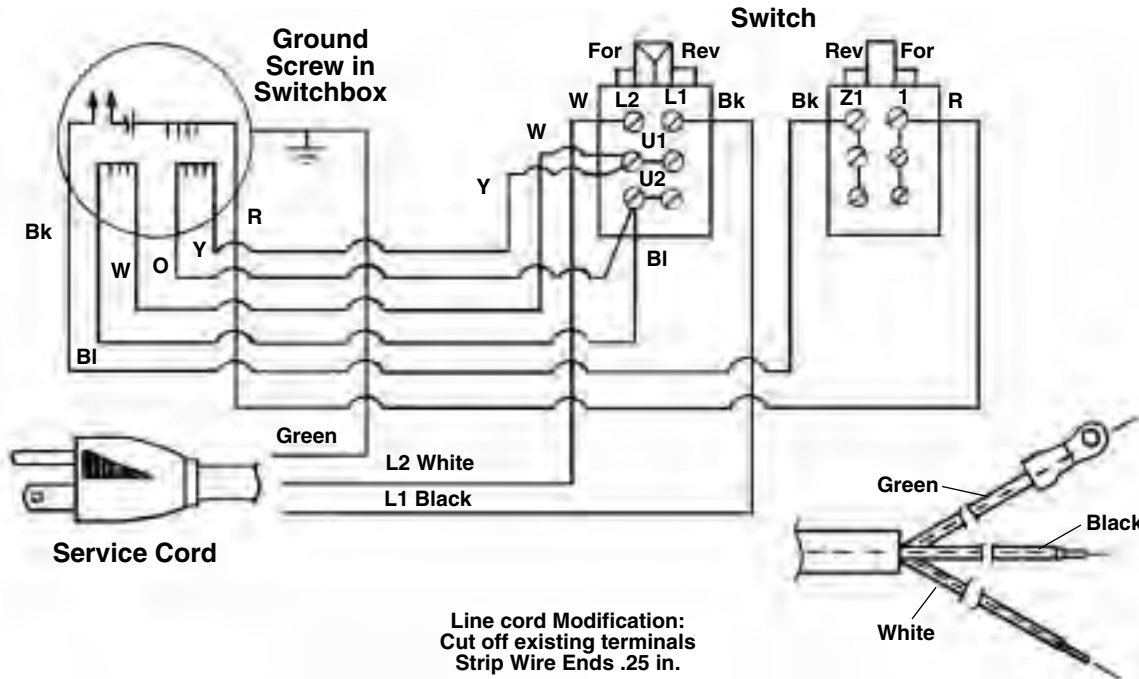 Switch
Ground
Screw in
Switchbox
For
Rev
Rev
For
W
L2
L1
Bk
Bk
Z1
1
R
W
U1
Y
U2
Bk
R
Y
O
W
Bl
Bl
Green
L2 White
L1 Black
Service Cord
Green
Black
White
Line cord Modification:
Cut off existing terminals
Strip Wire Ends .25 in.